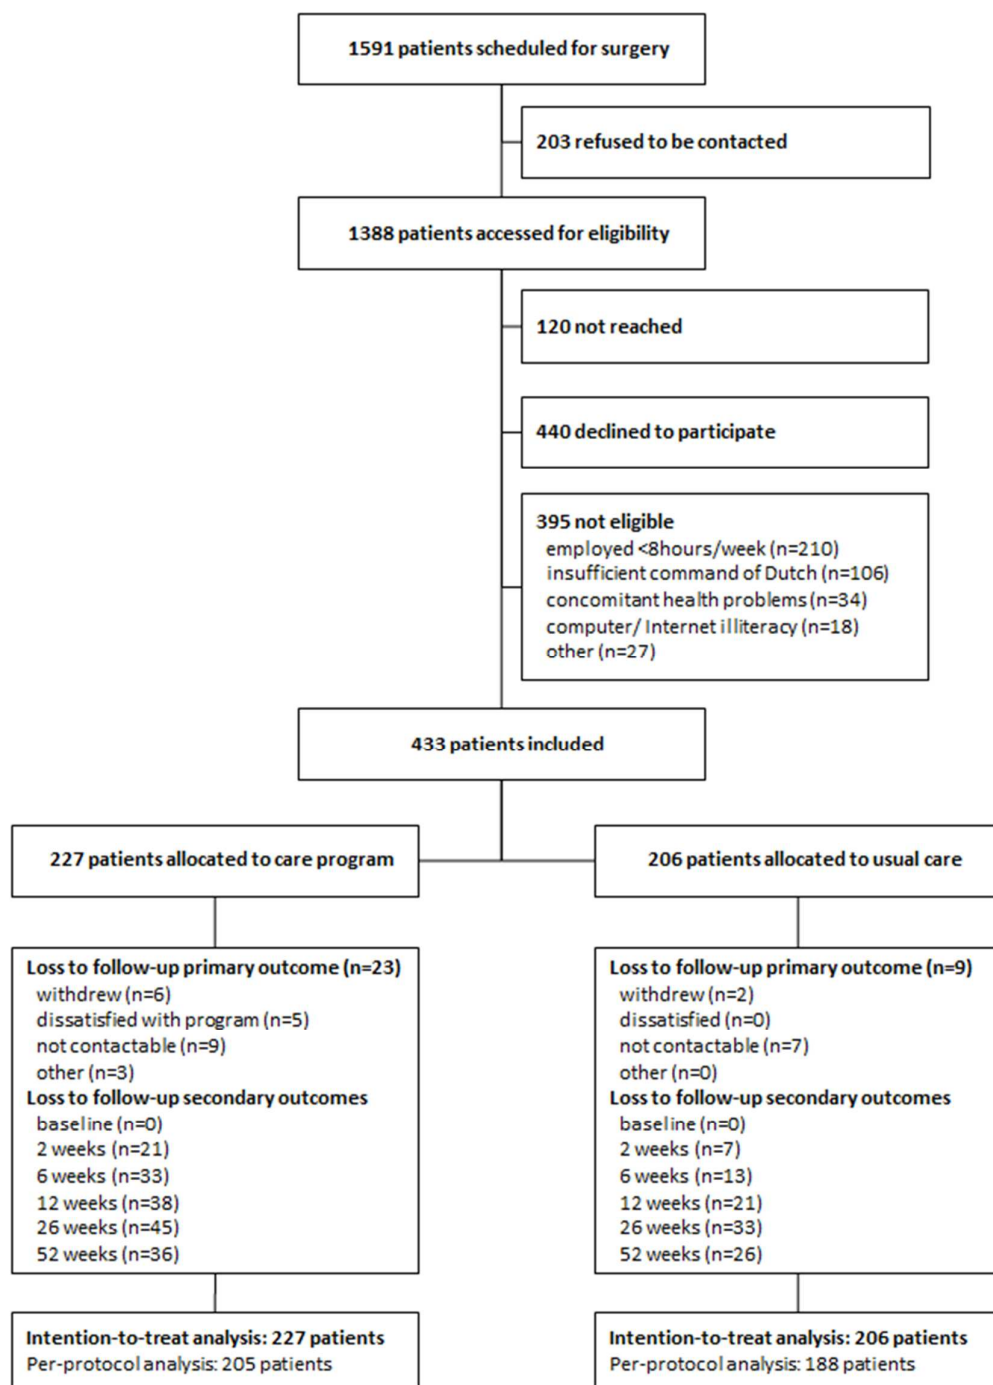 1591 patients scheduled for surgery
203 refused to be contacted
1388 patients accessed for eligibility
120 not reached
440 declined to participate
395 not eligible
employed <8hours/week (n=210)
insufficient command of Dutch (n=106)
concomitant health problems (n=34)
computer/ Internet illiteracy (n=18)
other (n=27)
433 patients included
227 patients allocated to care program
206 patients allocated to usual care
Loss to follow-up primary outcome (n=23)
withdrew (n=6)
dissatisfied with program (n=5)
not contactable (n=9)
other (n=3)
Loss to follow-up secondary outcomes
baseline (n=0)
2 weeks (n=21)
6 weeks (n=33)
12 weeks (n=38)
26 weeks (n=45)
52 weeks (n=36)
Loss to follow-up primary outcome (n=9)
withdrew (n=2)
dissatisfied (n=0)
not contactable (n=7)
other (n=0)
Loss to follow-up secondary outcomes
baseline (n=0)
2 weeks (n=7)
6 weeks (n=13)
12 weeks (n=21)
26 weeks (n=33)
52 weeks (n=26)
Intention-to-treat analysis: 227 patients
Per-protocol analysis: 205 patients
Intention-to-treat analysis: 206 patients
Per-protocol analysis: 188 patients